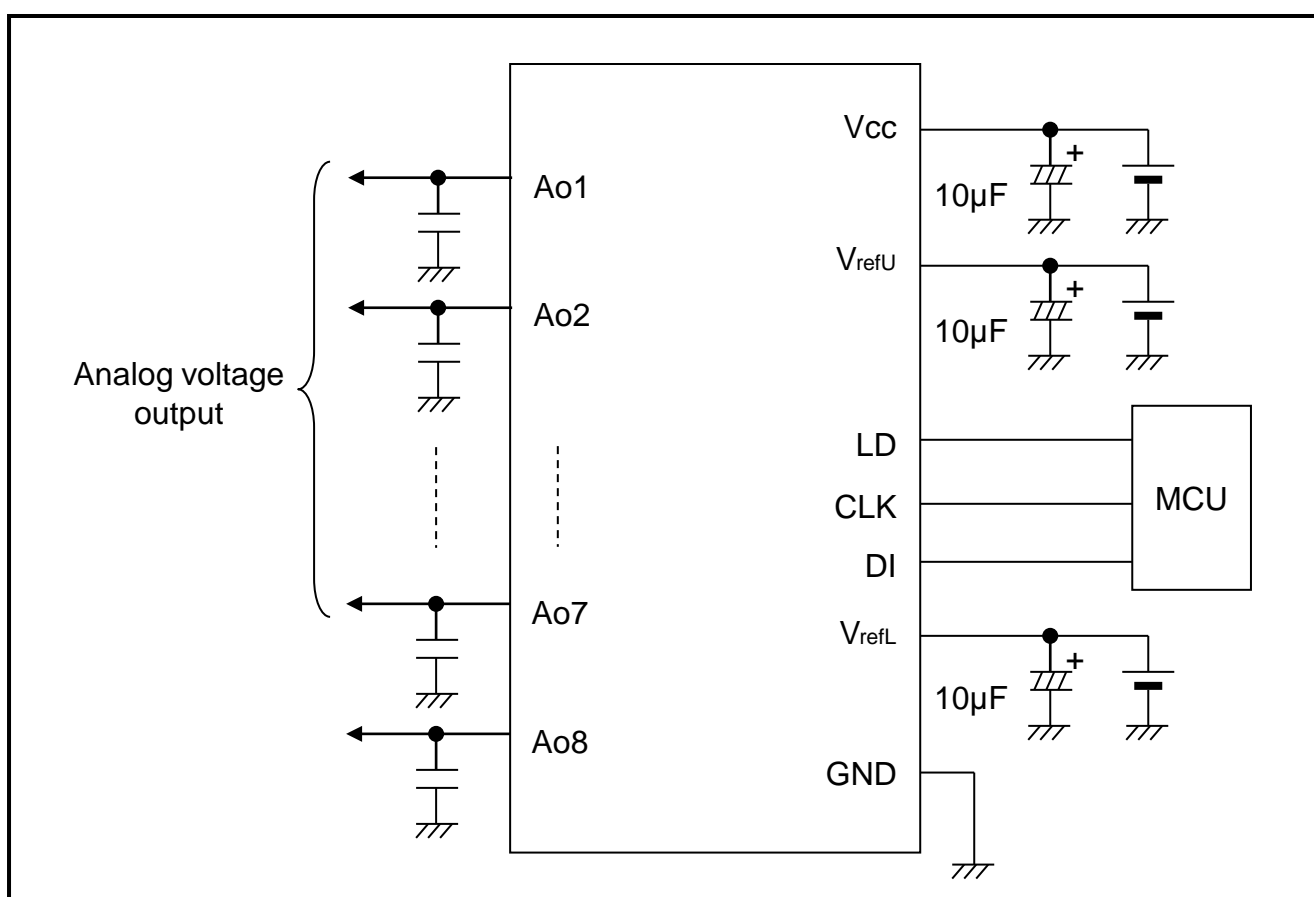 Vcc
+
10µF
Ao1
VrefU
+
10µF
Ao2
Analog voltage
output
LD
CLK
MCU
DI
Ao7
VrefL
+
10µF
Ao8
GND